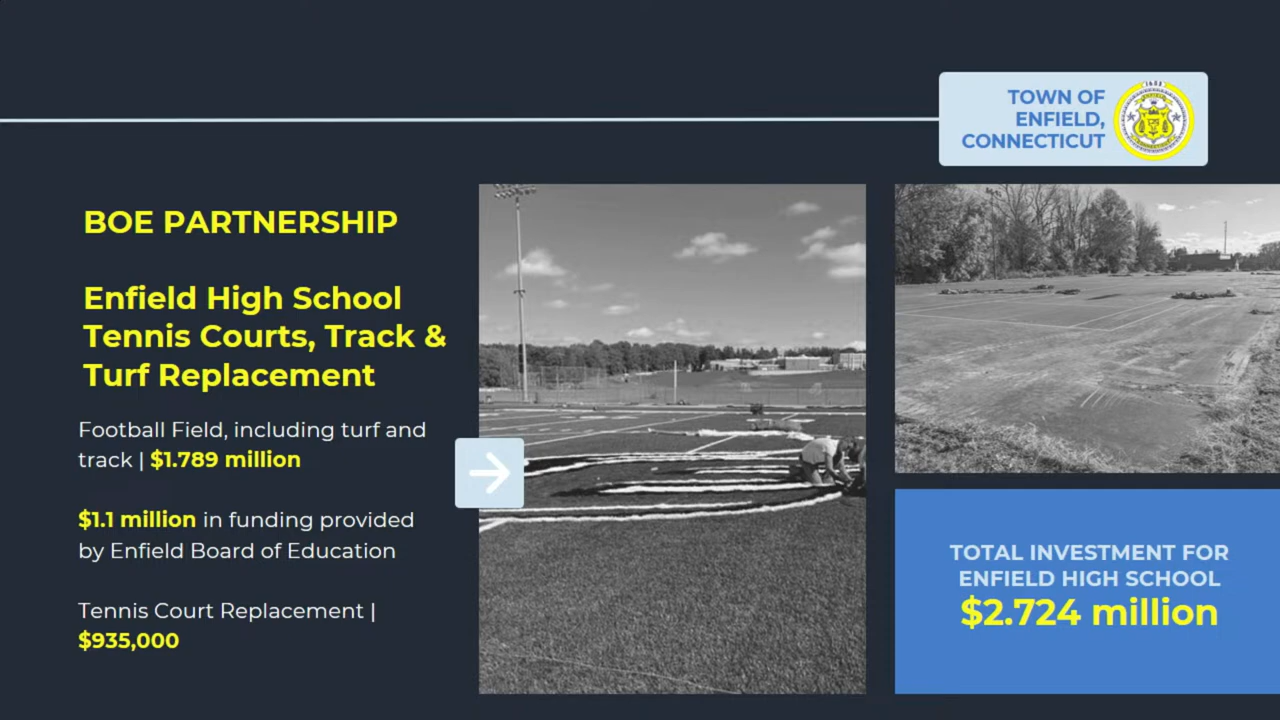 TOWN OF
ENFIELD,
CONNECTICUT
BOE PARTNERSHIP
Enfield High School
Tennis Courts, Track &
Turf Replacement
Football Field, including turf and
track | $1.789 million
$1.1 million in funding provided
by Enfield Board of Education
Tennis Court Replacement |
$935,000
TOTAL INVESTMENT FOR
ENFIELD HIGH SCHOOL
$2.724 million